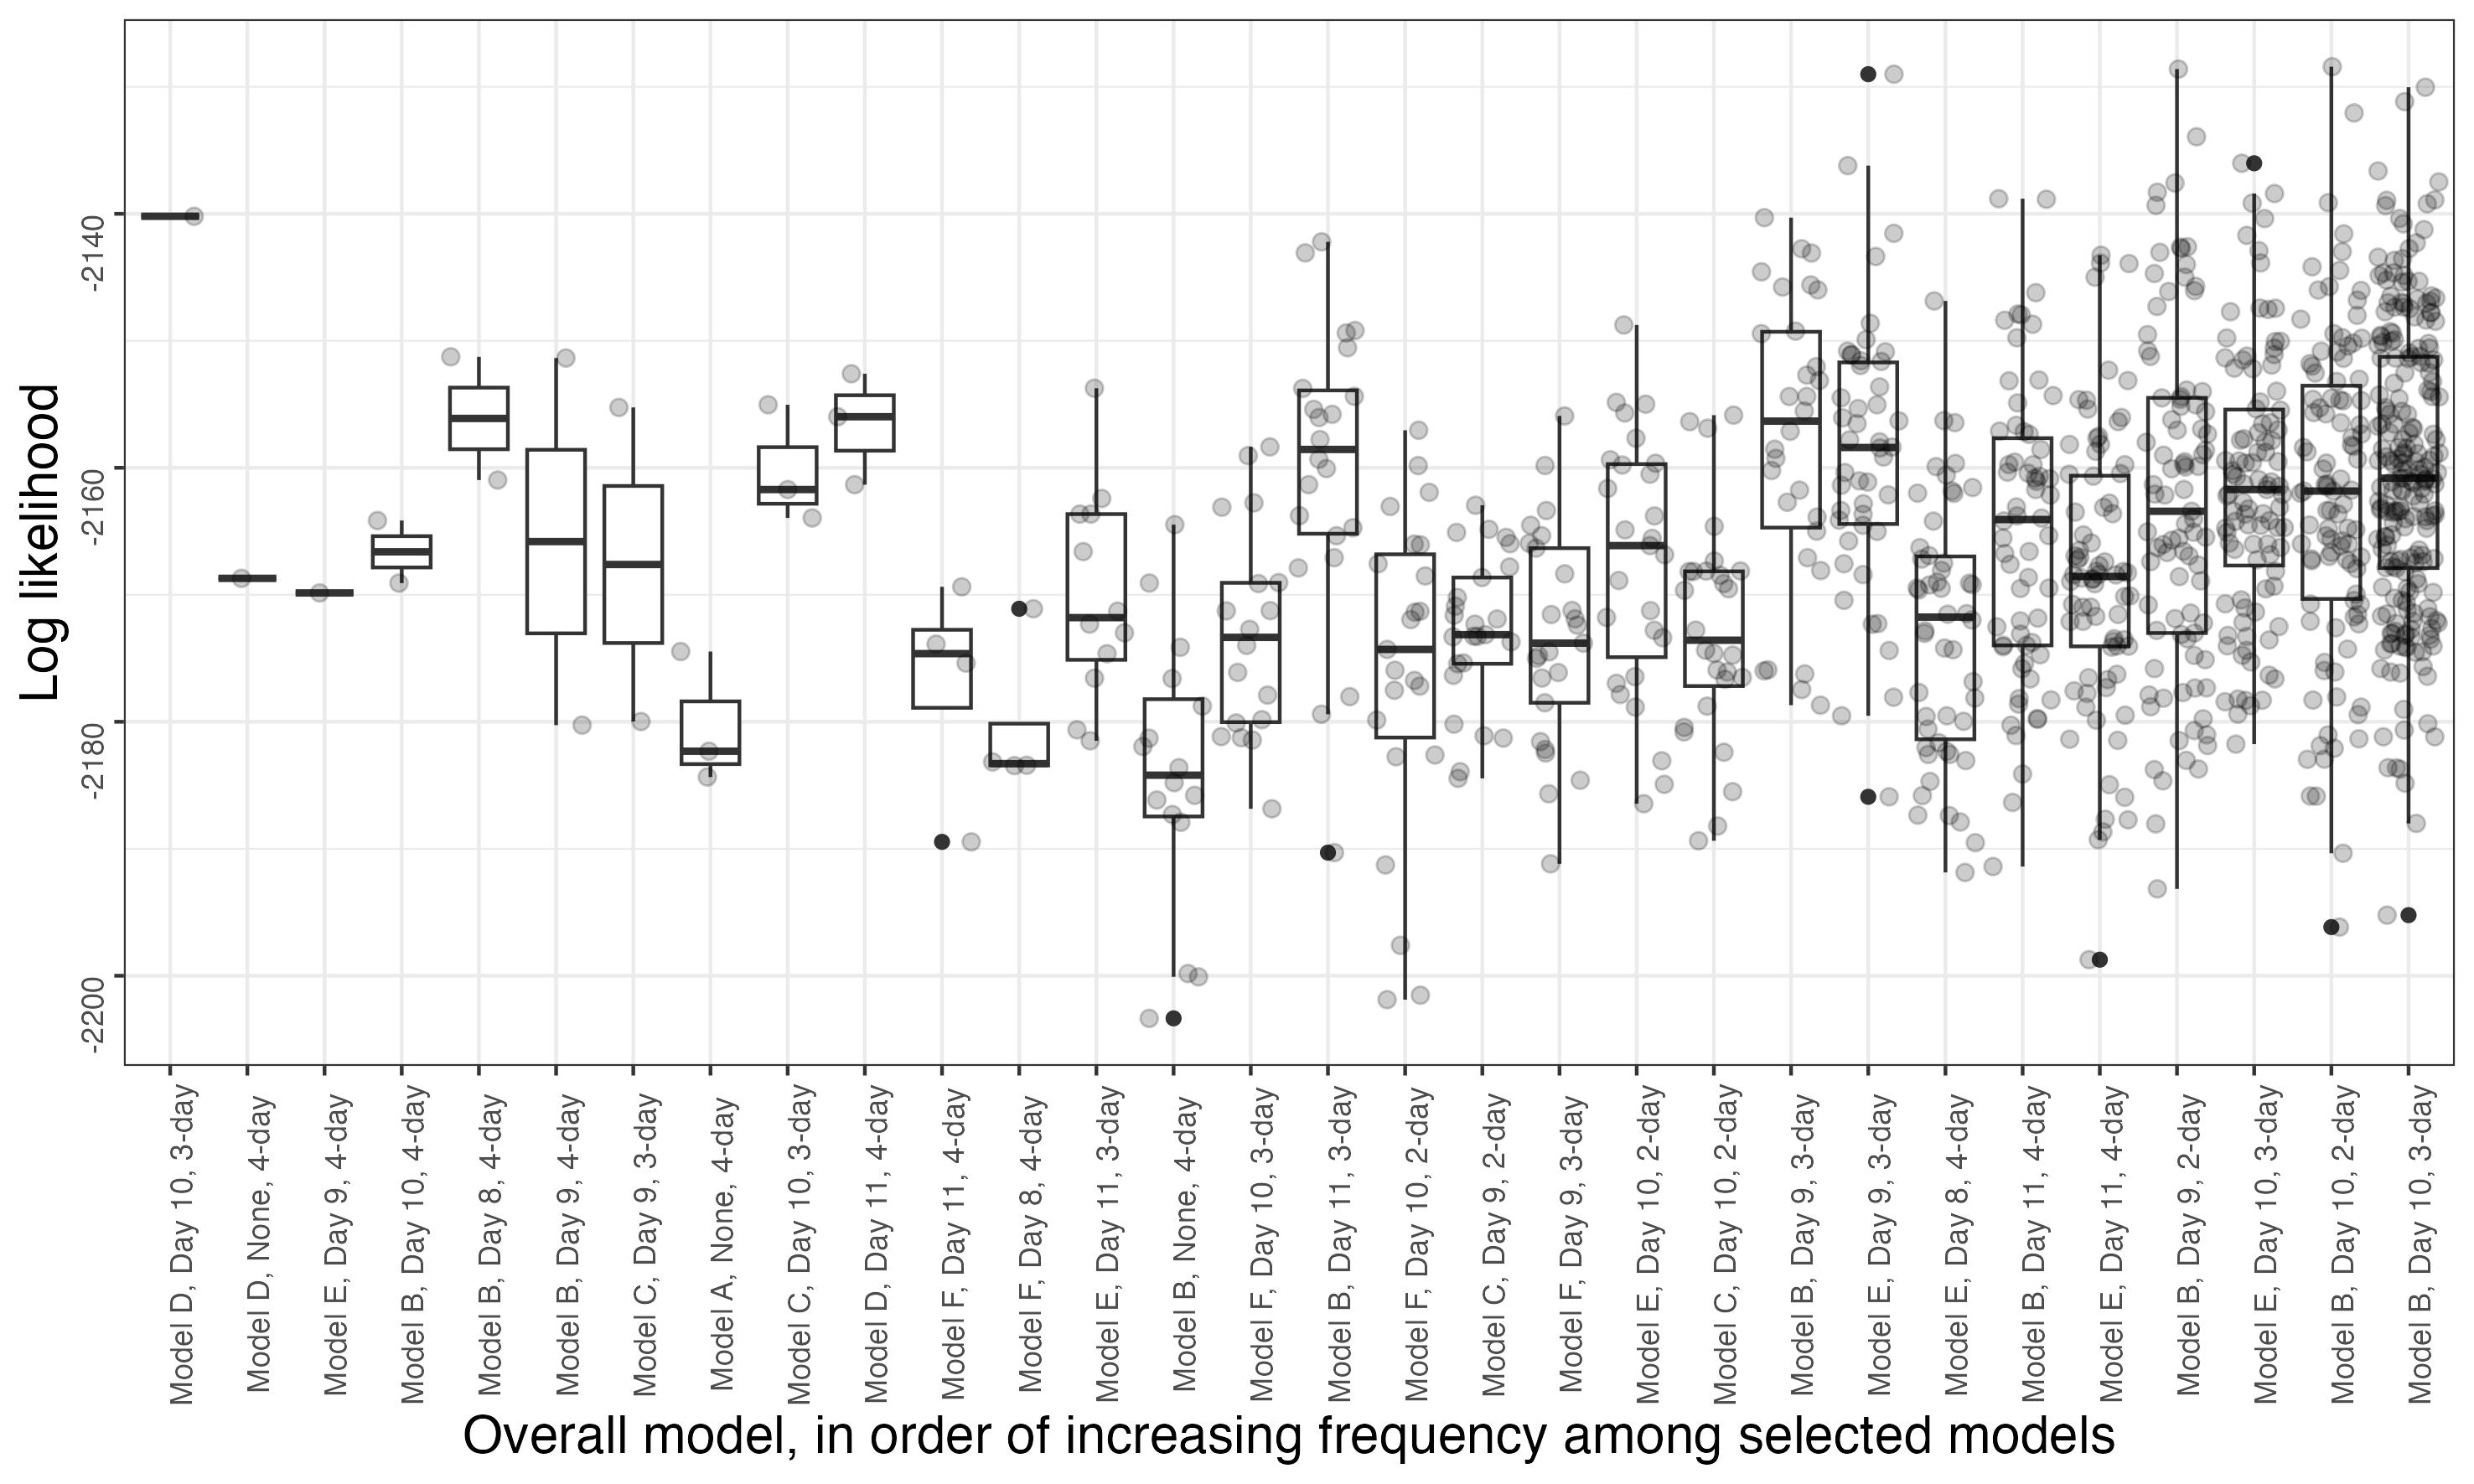 Log likelihood
-2140
-2160
-2180
-2200
Model D, Day 10, 3-day
Model D, None, 4-day
Model E, Day 9, 4-day
Model B, Day 10, 4-day
Model B, Day 8, 4-day
Model B, Day 9, 4-day
Model C, Day 9, 3-day
Model A, None, 4-day
Model C, Day 10, 3-day
Model D, Day 11, 4-day
Model F, Day 11, 4-day
Model F, Day 8, 4-day
Model E, Day 11, 3-day
Model B, None, 4-day
Model F, Day 10, 3-day
Model B, Day 11, 3-day
Model F, Day 10, 2-day
Model C, Day 9, 2-day
Model F, Day 9, 3-day
Model E, Day 10, 2-day
Model C, Day 10, 2-day
Model B, Day 9, 3-day
Model E, Day 9, 3-day
Model E, Day 8, 4-day
Model B, Day 11, 4-day
Model E, Day 11, 4-day
Model B, Day 9, 2-day
Model E, Day 10, 3-day
Model B, Day 10, 2-day
Model B, Day 10, 3-day
Overall model, in order of increasing frequency among selected models